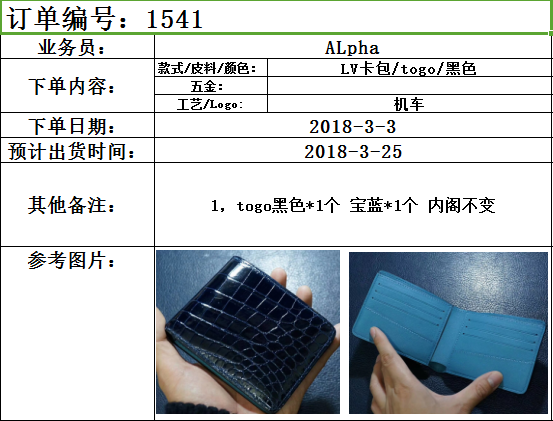 订单编号：1541
业务员： ALpha
下单内容： 款式/皮料/颜色： LV卡包/togo/黑色
五金：
工艺/Logo: 机车
下单日期： 2018-3-3
预计出货时间： 2018-3-25
其他备注： 1，togo黑色*1个 宝蓝*1个 内阁不变
参考图片：